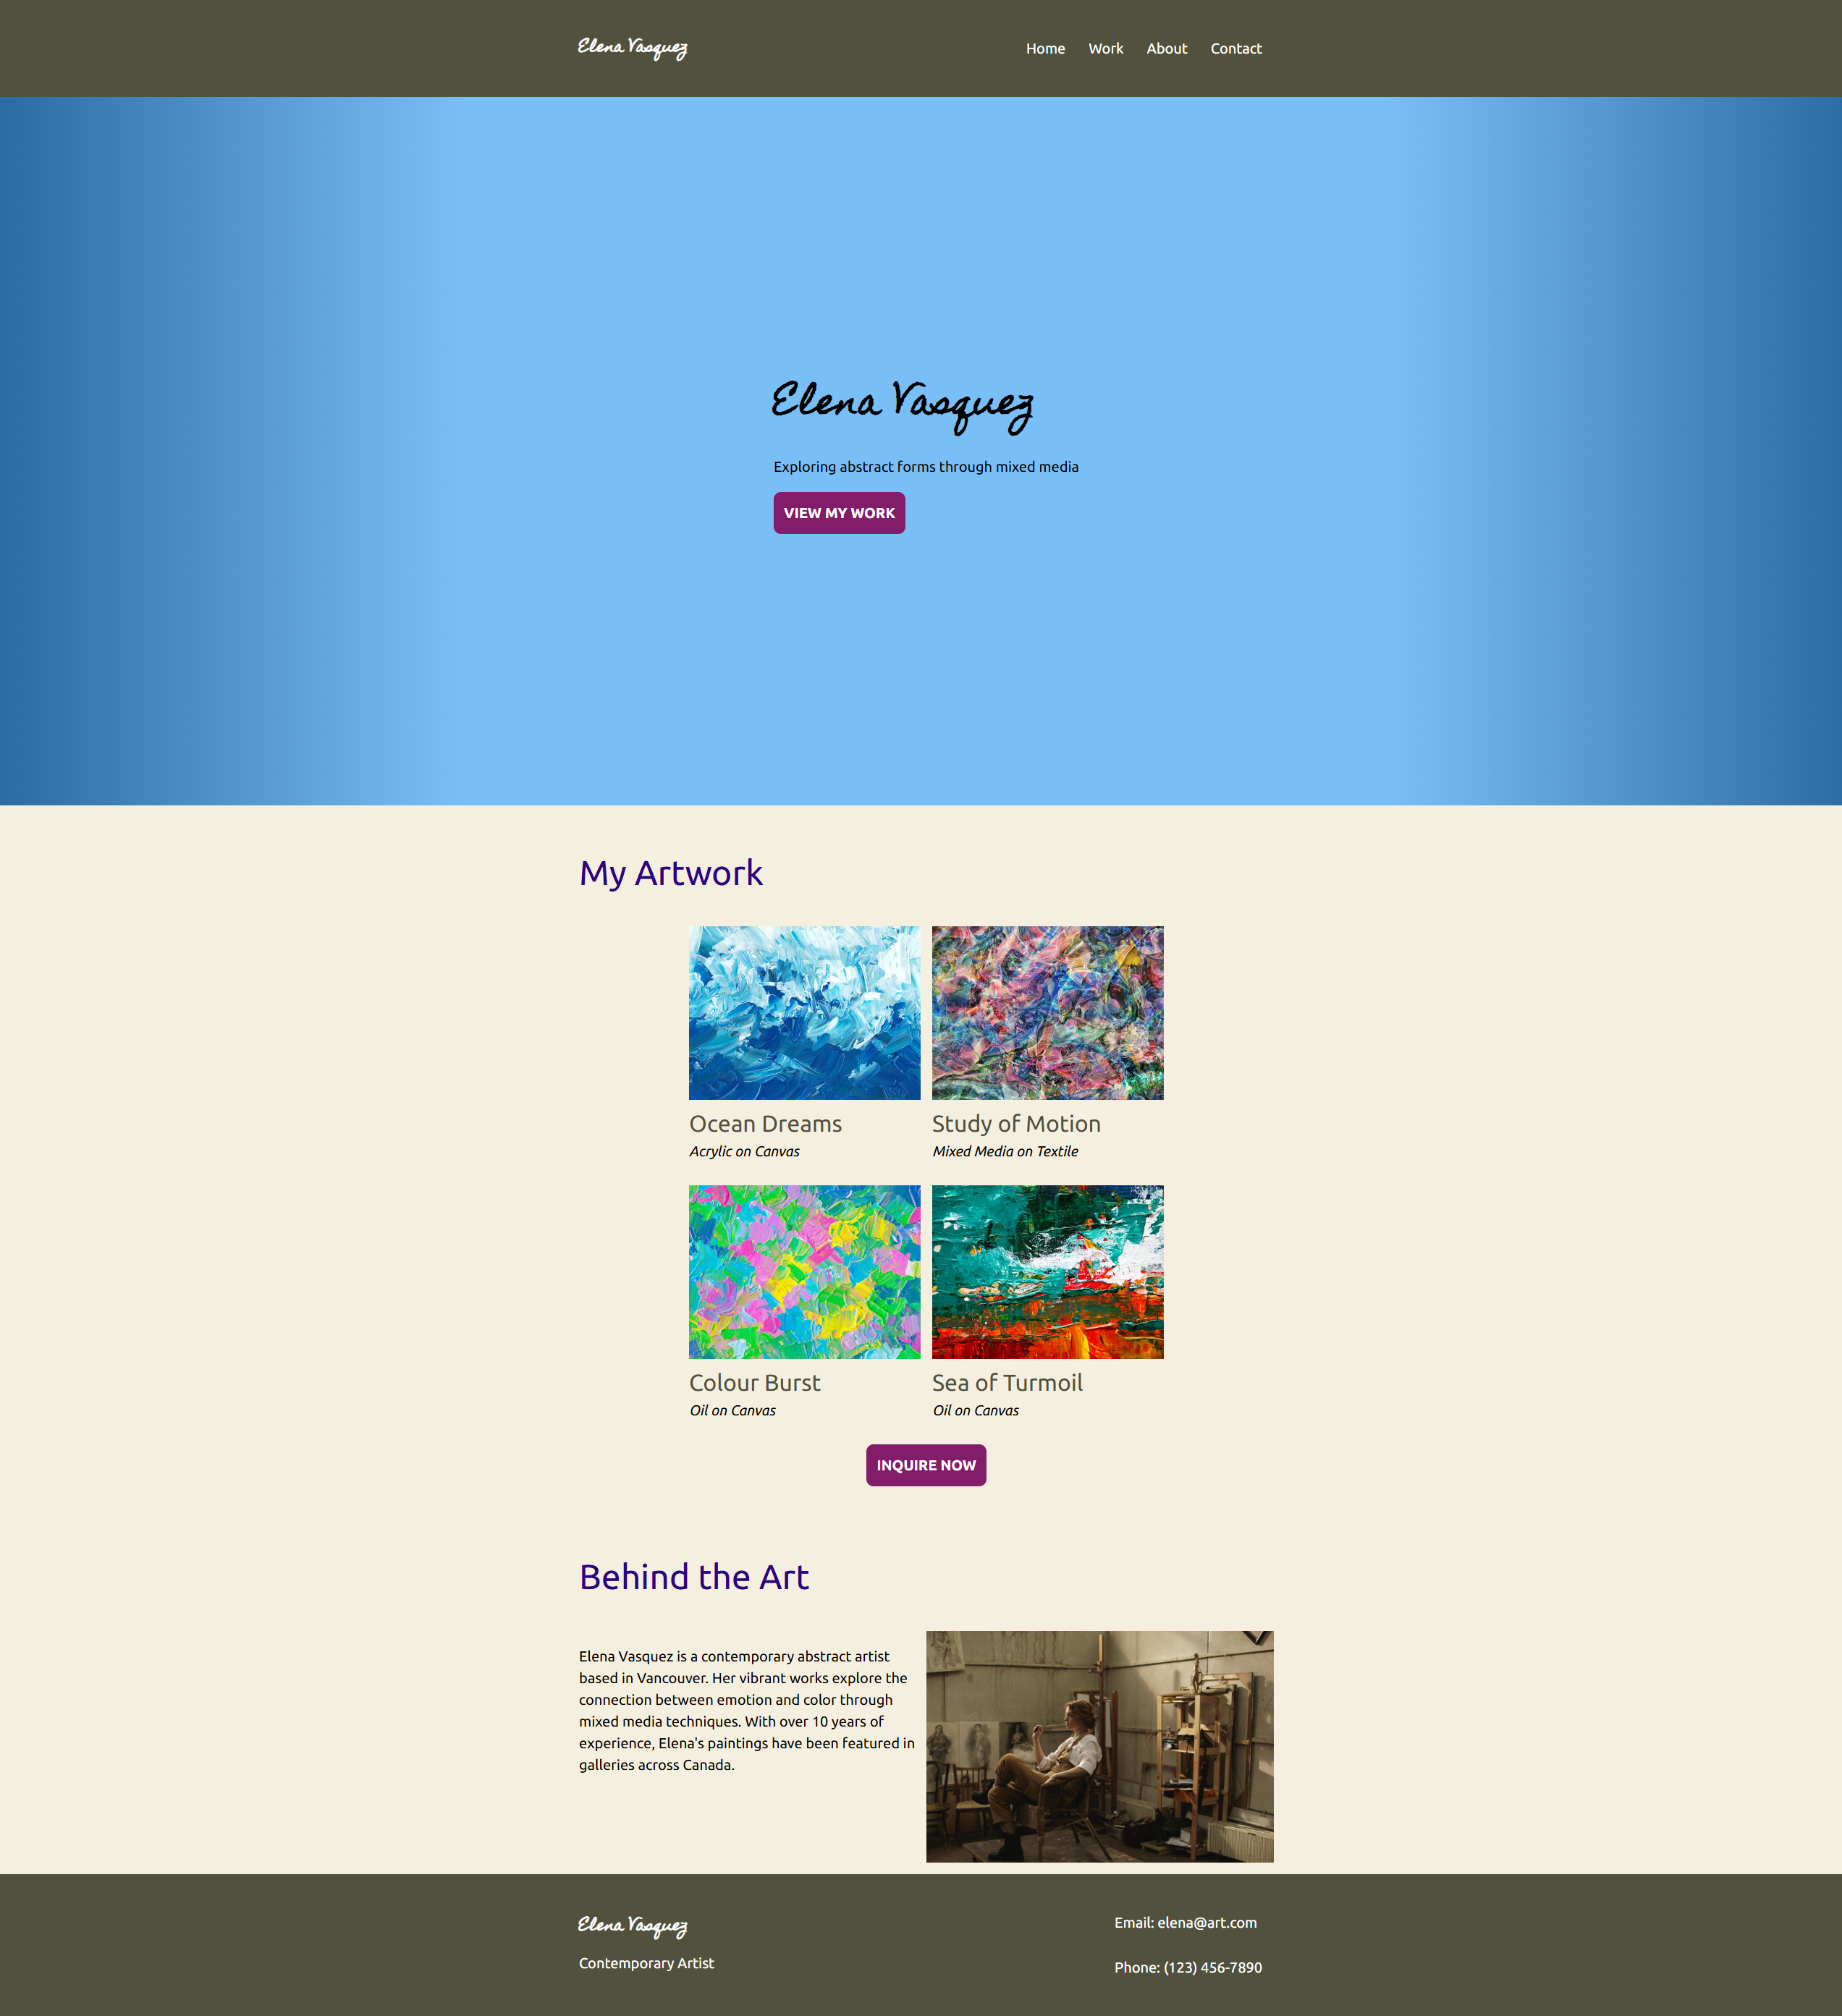 Elena Vasquez
Home Work About Contact
Elena Vasquez
Exploring abstract forms through mixed media
VIEW MY WORK
My Artwork
Ocean Dreams
Acrylic on Canvas
Study of Motion
Mixed Media on Textile
Colour Burst
Oil on Canvas
Sea of Turmoil
Oil on Canvas
INQUIRE NOW
Behind the Art
Elena Vasquez is a contemporary abstract artist
based in Vancouver. Her vibrant works explore the
connection between emotion and color through
mixed media techniques. With over 10 years of
experience, Elena's paintings have been featured in
galleries across Canada.
Elena Vasquez
Contemporary Artist
Email: elena@art.com
Phone: (123) 456-7890